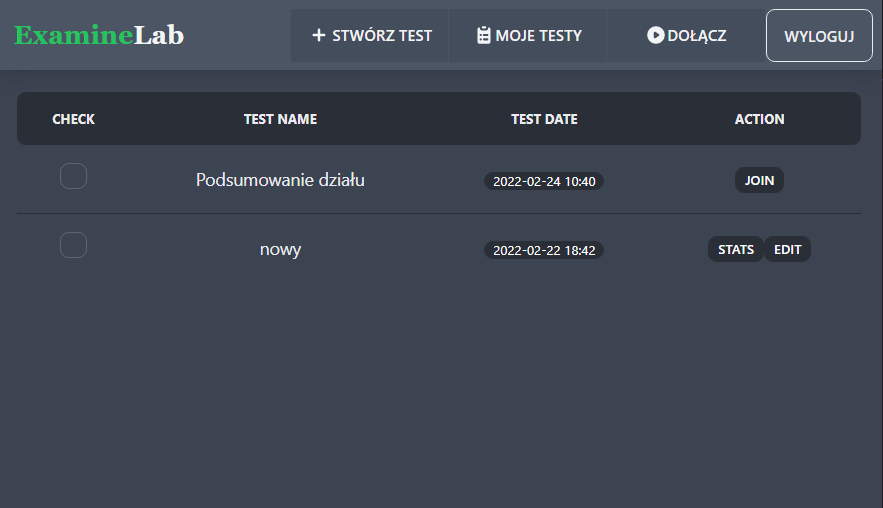 ExamineLab STWÓRZ TEST MOJE TESTY DOŁĄCZ WYLOGUJ
CHECK TEST NAME TEST DATE ACTION
Podsumowanie działu 2022-02-24 10:40 JOIN
nowy 2022-02-22 18:42 STATS EDIT